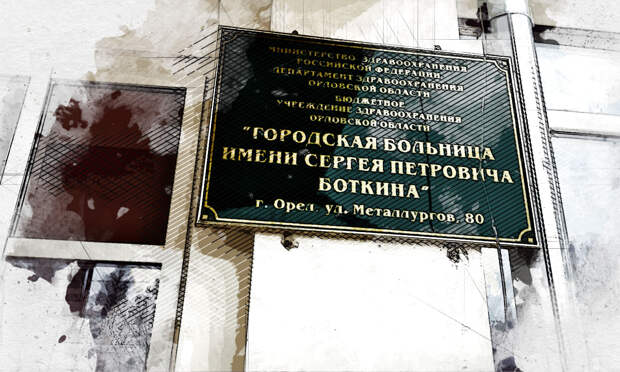 МИНИСТЕРСТВО ЗДРАВООХРАНЕНИЯ
РОССИЙСКОЙ ФЕДЕРАЦИИ
ДЕПАРТАМЕНТ ЗДРАВООХРАНЕНИЯ
ОРЛОВСКОЙ ОБЛАСТИ
БЮДЖЕТНОЕ
УЧРЕЖДЕНИЕ ЗДРАВООХРАНЕНИЯ
ОРЛОВСКОЙ ОБЛАСТИ
"ГОРОДСКАЯ БОЛЬНИЦА
ИМЕНИ СЕРГЕЯ ПЕТРОВИЧА
БОТКИНА"
г. Орел, ул. Металлургов, 80